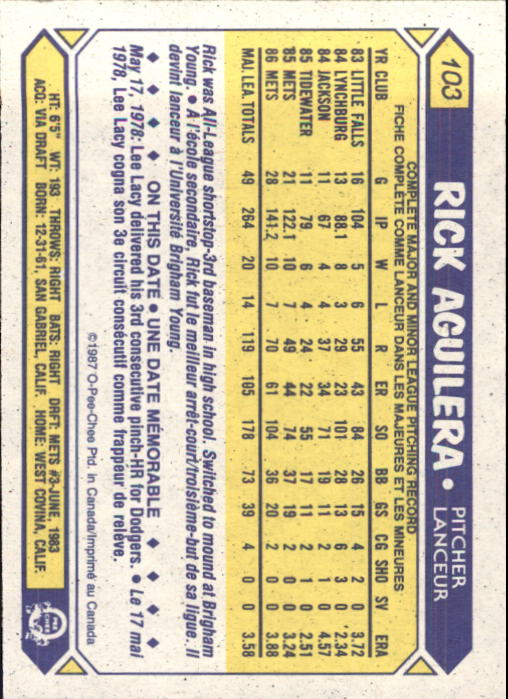 103
RICK AGUILERA • PITCHER
LANCEUR
COMPLETE MAJOR AND MINOR LEAGUE PITCHING RECORD
FICHE COMPLÈTE COMME LANCEUR DANS LES MAJEURES ET LES MINEURES
YR CLUB G IP W L R ER SO BB GS CG SHO SV ERA
83 LITTLE FALLS 16 104 5 6 55 43 84 26 15 4 2 0 3.72
84 LYNCHBURG 13 88.1 8 3 29 23 101 28 13 6 3 0 2.34
84 JACKSON 11 67 4 4 37 34 71 19 11 2 1 0 4.57
85 TIDEWATER 11 79 6 4 24 22 55 17 11 2 1 0 2.51
85 METS 21 122.1 10 7 49 44 74 37 19 2 0 0 3.24
86 METS 28 141.2 10 7 70 61 104 36 20 2 0 0 3.88
MAJ. LEA. TOTALS 49 264 20 14 119 105 178 73 39 4 0 0 3.58
Rick was All-League shortstop-3rd baseman in high school. Switched to mound at Brigham
Young. • À l'école secondaire, Rick fut le meilleur arrêt-court/troisième-but de sa ligue. Il
devint lanceur à l'Université Brigham Young.
ON THIS DATE • UNE DATE MÉMORABLE
May 17, 1978: Lee Lacy delivered his 3rd consecutive pinch-HR for Dodgers. • Le 17 mai
1978, Lee Lacy cogna son 3e circuit consécutif comme frappeur de relève.
©1987 O-Pee-Chee Ptd. in Canada/Imprimé au Canada
HT: 6'5" WT: 193 THROWS: RIGHT BATS: RIGHT DRFT: METS #3-JUNE, 1983
ACQ: VIA DRAFT BORN: 12-31-61, SAN GABRIEL, CALIF. HOME: WEST COVINA, CALIF.
O
PEE
CHEE